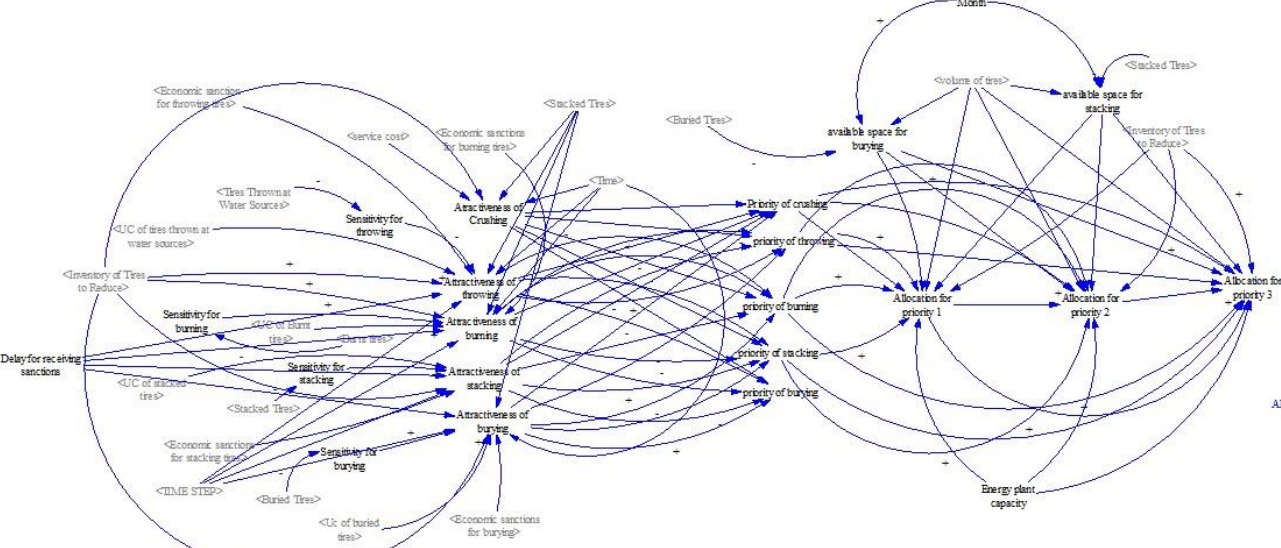 Month
<Economic sanction
for throwing tires>
<service cost>
<Economic sanctions
for burning tires>
<Stacked Tires>
<Buried Tires>
<volume of tires>
<Stacked Tires>
available space for
stacking
<Inventory of Tires
to Reduce>
available space for
burying
<Time>
<Tires Thrown at
Water Sources>
Sensitivity for
throwing
Atractiveness of
Crushing
Priority of crushing
<UC of tires thrown at
water sources>
priority of throwing
<Inventory of Tires
to Reduce>
Attractiveness of
throwing
Allocation for
priority 3
priority of burning
Allocation for
priority 1
Allocation for
priority 2
Sensitivity for
burning
<UC of Burnt
tires>
<Burnt tires>
Attractiveness of
burning
priority of stacking
Delay for receiving
sanctions
Sensitivity for
stacking
Attractiveness of
stacking
<UC of stacked
tires>
priority of burying
<Stacked Tires>
Attractiveness of
burying
<Economic sanctions
for stacking tires>
Sensitivity for
burying
<TIME STEP>
<Buried Tires>
Energy plant
capacity
<Uc of buried
tires>
<Economic sanctions
for burying>